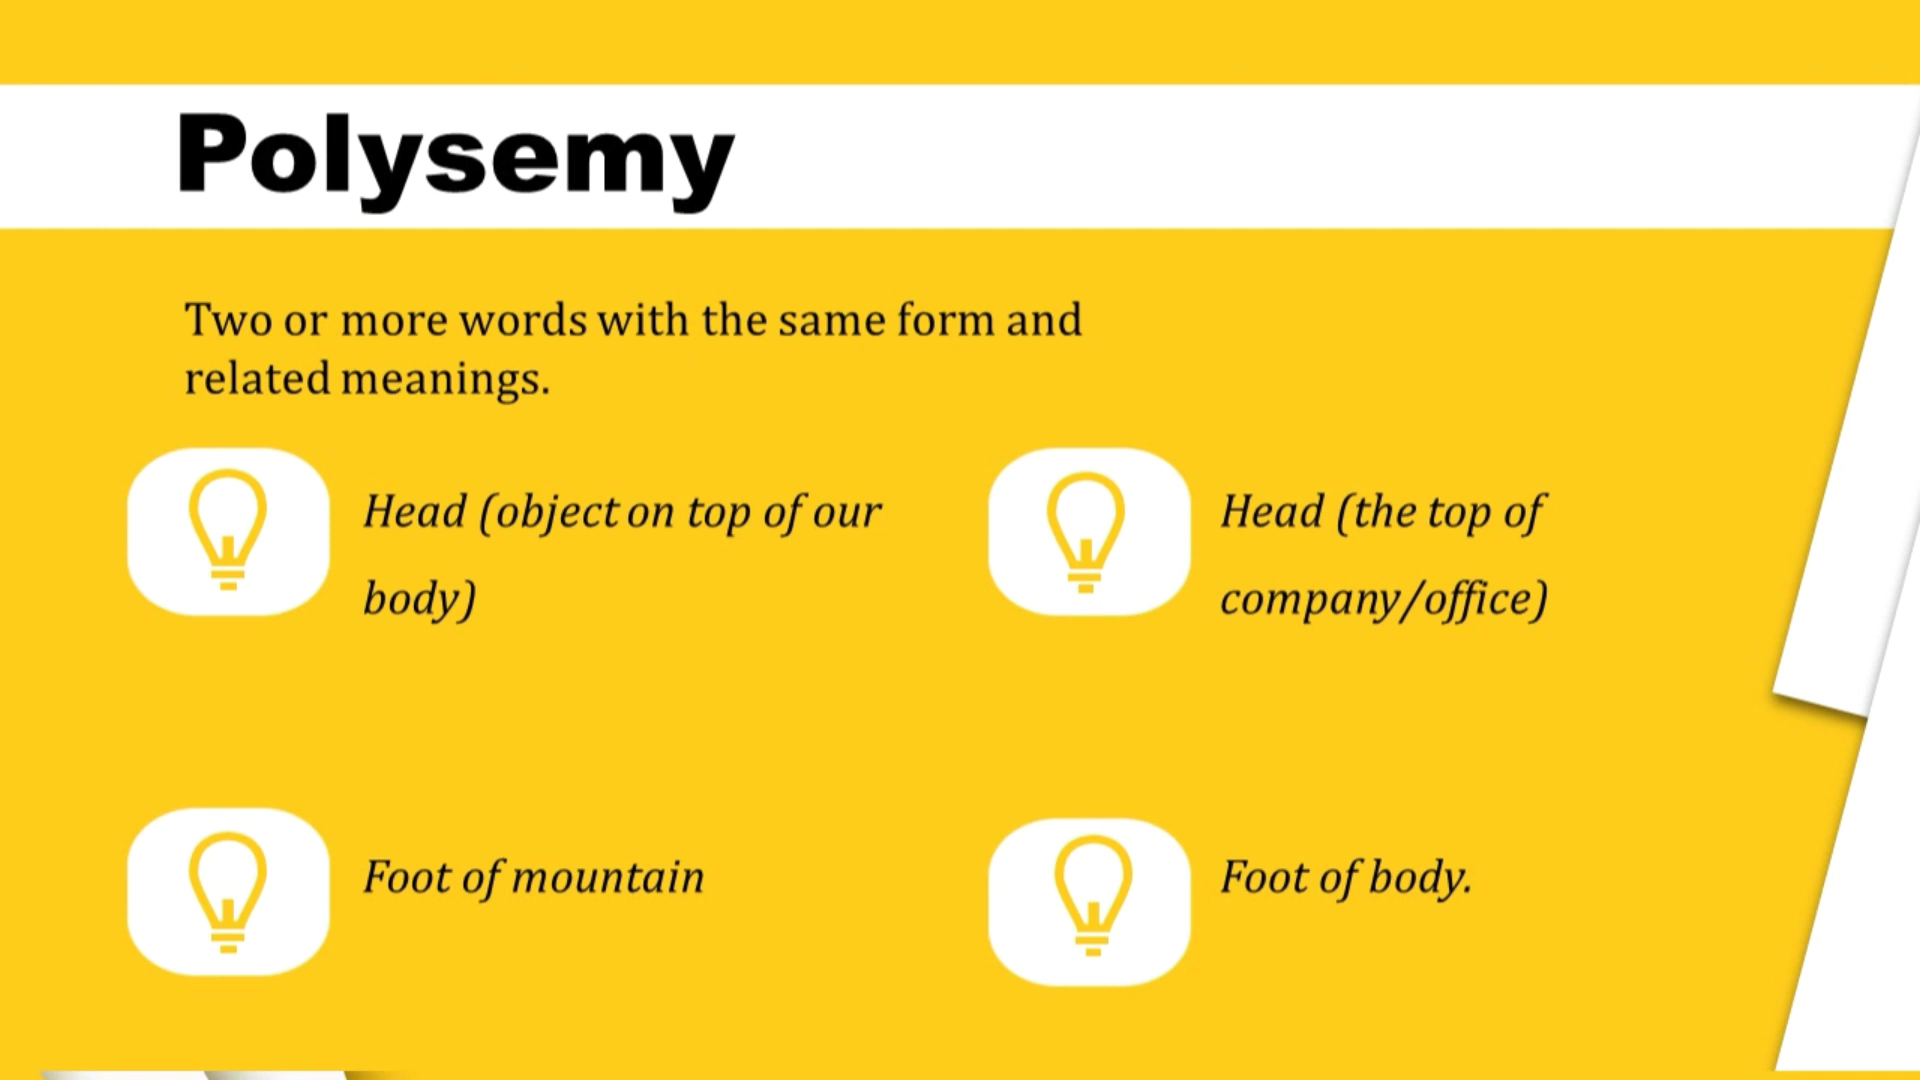 Polysemy
Two or more words with the same form and
related meanings.
Head (object on top of our
body)
Head (the top of
company/office)
Foot of mountain
Foot of body.